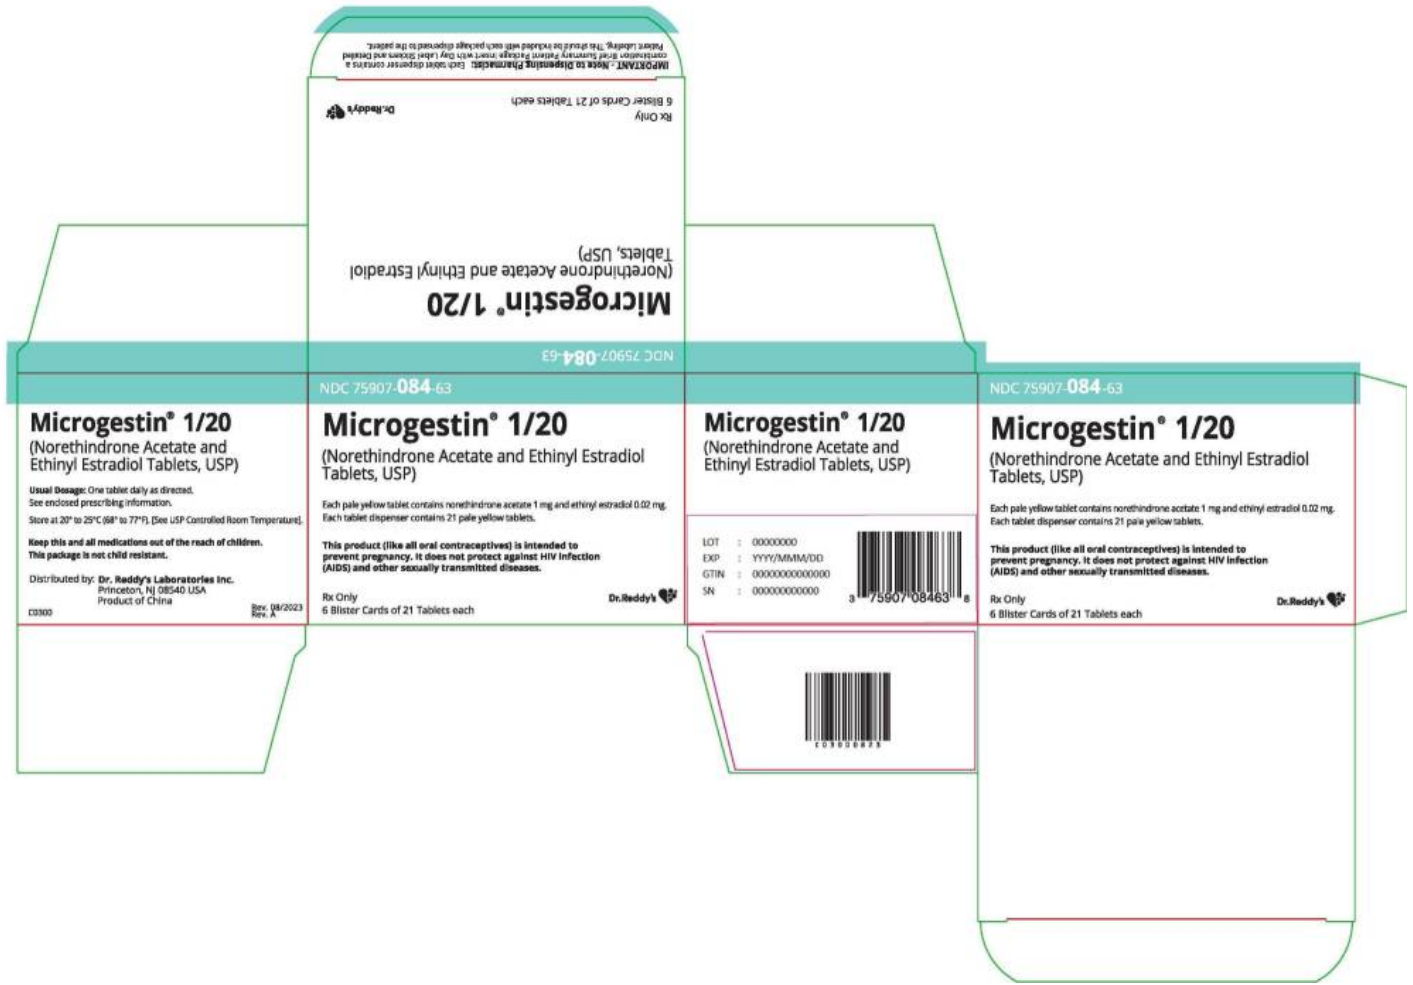 IMPORTANT - Note to Dispensing Pharmacist: Each tablet dispenser contains a
combination Brief Summary Patient Package Insert with Day Label Stickers and Detailed
Patient Labeling. This should be included with each package dispensed to the patient.
Rx Only
6 Blister Cards of 21 Tablets each
Dr.Reddy's
Microgestin® 1/20
(Norethindrone Acetate and Ethinyl Estradiol
Tablets, USP)
NDC 75907-084-63
Microgestin® 1/20
(Norethindrone Acetate and
Ethinyl Estradiol Tablets, USP)
Usual Dosage: One tablet daily as directed.
See enclosed prescribing information.
Store at 20° to 25°C (68° to 77°F). [See USP Controlled Room Temperature].
Keep this and all medications out of the reach of children.
This package is not child resistant.
Distributed by: Dr. Reddy's Laboratories Inc.
Princeton, NJ 08540 USA
Product of China
C0300
Rev. 08/2023
Rev. A
NDC 75907-084-63
Microgestin® 1/20
(Norethindrone Acetate and Ethinyl Estradiol
Tablets, USP)
Each pale yellow tablet contains norethindrone acetate 1 mg and ethinyl estradiol 0.02 mg.
Each tablet dispenser contains 21 pale yellow tablets.
This product (like all oral contraceptives) is intended to
prevent pregnancy. It does not protect against HIV infection
(AIDS) and other sexually transmitted diseases.
Rx Only
6 Blister Cards of 21 Tablets each
Dr.Reddy's
Microgestin® 1/20
(Norethindrone Acetate and
Ethinyl Estradiol Tablets, USP)
LOT : 00000000
EXP : YYYY/MMM/DD
GTIN : 00000000000000
SN : 000000000000
3 75907 08463 8
C03000823
NDC 75907-084-63
Microgestin® 1/20
(Norethindrone Acetate and Ethinyl Estradiol
Tablets, USP)
Each pale yellow tablet contains norethindrone acetate 1 mg and ethinyl estradiol 0.02 mg.
Each tablet dispenser contains 21 pale yellow tablets.
This product (like all oral contraceptives) is intended to
prevent pregnancy. It does not protect against HIV infection
(AIDS) and other sexually transmitted diseases.
Rx Only
6 Blister Cards of 21 Tablets each
Dr.Reddy's